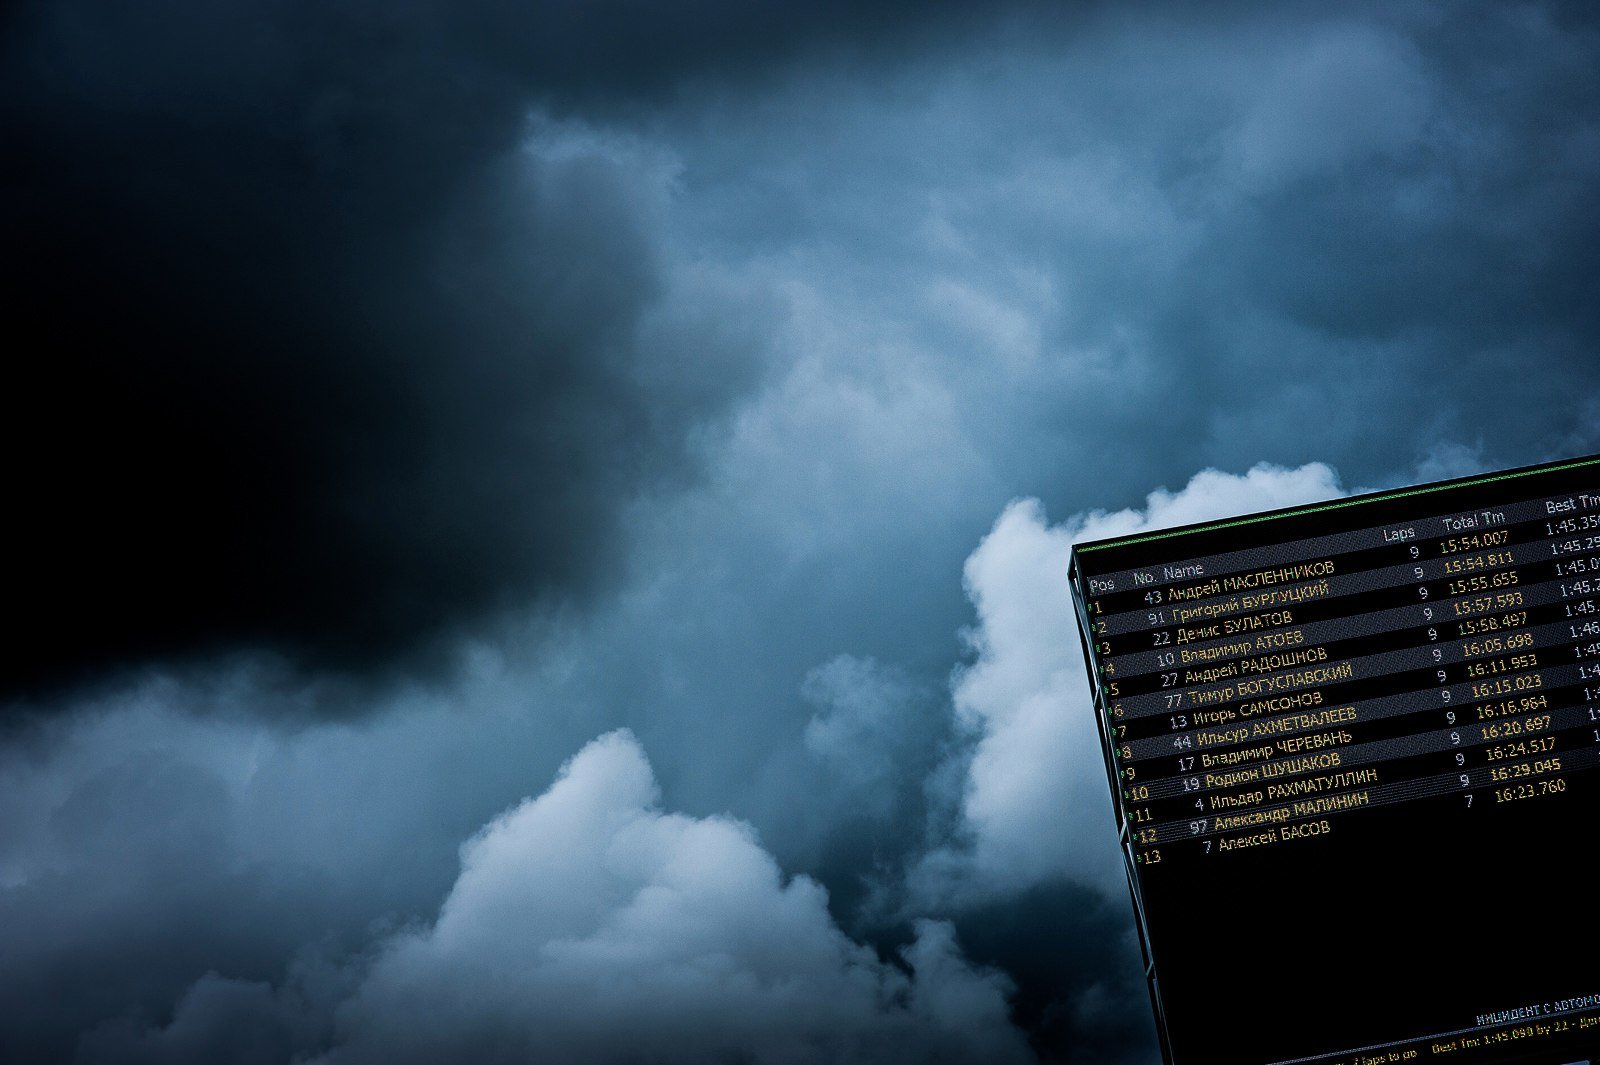 Pos No. Name Laps Total Tm Best Tm
1 43 Андрей МАСЛЕННИКОВ 9 15:54.007
2 91 Григорий БУРЛУЦКИЙ 9 15:54.811
3 22 Денис БУЛАТОВ 9 15:55.655
4 10 Владимир АТОЕВ 9 15:57.593
5 27 Андрей РАДОШНОВ 9 15:58.497
6 77 Тимур БОГУСЛАВСКИЙ 9 16:05.698
7 13 Игорь САМСОНОВ 9 16:11.953
8 44 Ильсур АХМЕТВАЛЕЕВ 9 16:15.023
9 17 Владимир ЧЕРЕВАНЬ 9 16:16.964
10 19 Родион ШУШАКОВ 9 16:20.697
11 4 Ильдар РАХМАТУЛЛИН 9 16:24.517
12 97 Александр МАЛИНИН 9 16:29.045
13 7 Алексей БАСОВ 7 16:23.760
ИНЦИДЕНТ С АВТОМО
7 laps to go Best Tm: 1:45.090 by 22 - Ден